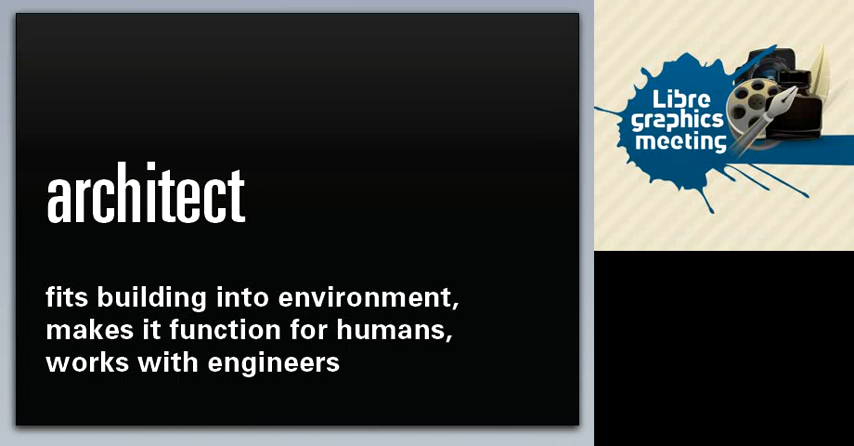 architect
fits building into environment,
makes it function for humans,
works with engineers
Libre
graphics
meeting